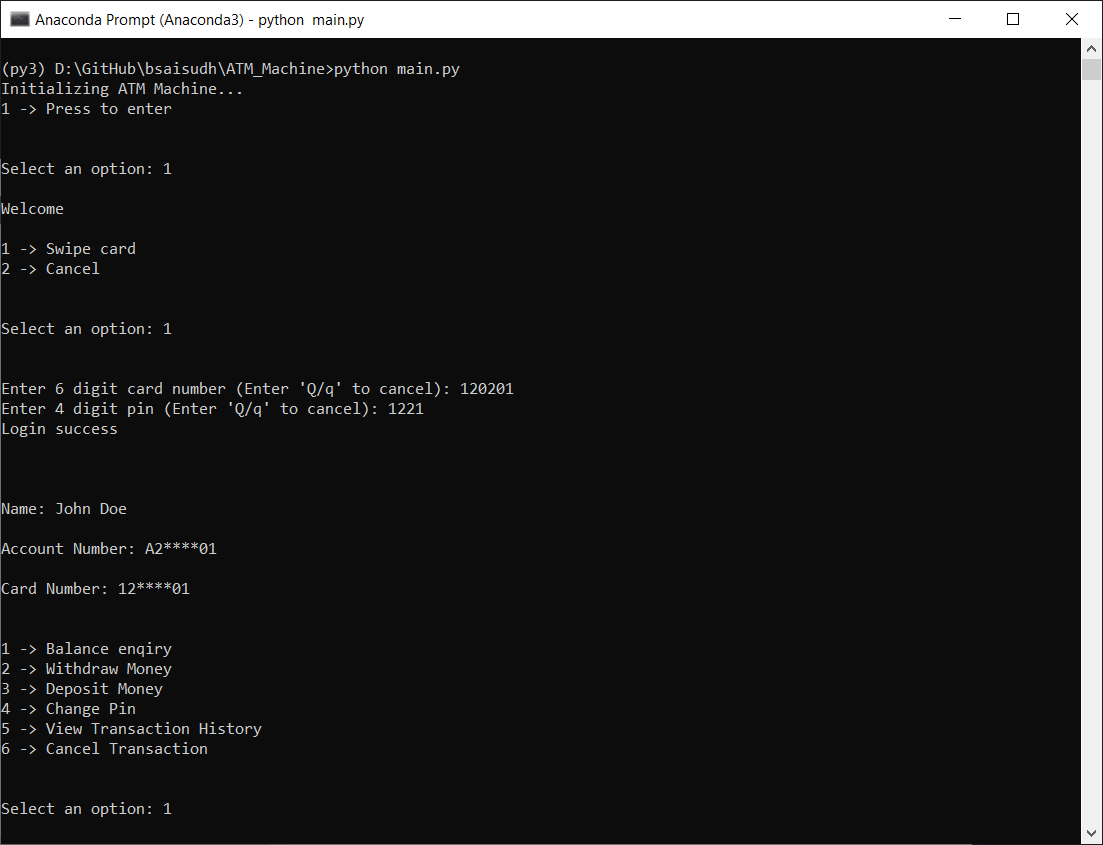 Anaconda Prompt (Anaconda3) - python  main.py
(py3) D:\GitHub\bsaisudh\ATM_Machine>python main.py
Initializing ATM Machine...
1 -> Press to enter
Select an option: 1
Welcome
1 -> Swipe card
2 -> Cancel
Select an option: 1
Enter 6 digit card number (Enter 'Q/q' to cancel): 120201
Enter 4 digit pin (Enter 'Q/q' to cancel): 1221
Login success
Name: John Doe
Account Number: A2****01
Card Number: 12****01
1 -> Balance enqiry
2 -> Withdraw Money
3 -> Deposit Money
4 -> Change Pin
5 -> View Transaction History
6 -> Cancel Transaction
Select an option: 1